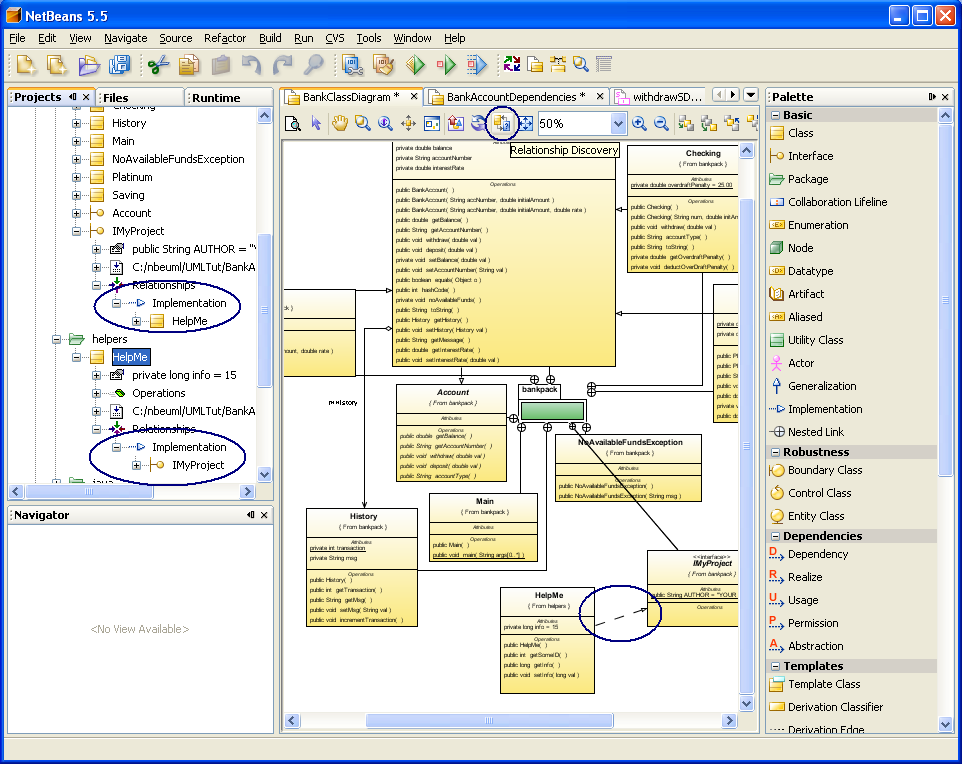 NetBeans 5.5
File Edit View Navigate Source Refactor Build Run CVS Tools Window Help
Projects
Files
Runtime
History
Main
NoAvailableFundsException
Platinum
Saving
Account
IMyProject
public String AUTHOR = "Y
C:/nbeuml/UMLTut/BankA
Relationships
Implementation
HelpMe
helpers
HelpMe
private long info = 15
Operations
C:/nbeuml/UMLTut/BankA
Relationships
Implementation
IMyProject
Navigator
<No View Available>
BankClassDiagram *
BankAccountDependencies *
withdrawSD...
50%
Relationship Discovery
private double balance
private String accountNumber
private double interestRate
Operations
public BankAccount( )
public BankAccount( String accNumber, double initialAmount )
public BankAccount( String accNumber, double initialAmount, double rate )
public double getBalance( )
public String getAccountNumber( )
public void withdraw( double val )
public void deposit( double val )
private void setBalance( double val )
public void setAccountNumber( String val )
public boolean equals( Object o )
public int hashCode( )
private void noAvailableFunds( )
public String toString( )
private History getHistory( )
public void setHistory( History val )
public String getMessage( )
public double getInterestRate( )
public void setInterestRate( double val )
Checking
{ From bankpack }
Attributes
private double overdraftPenalty = 25.00
Operations
public Checking( )
public Checking( String num, double initAm
public void withdraw( double val )
public String accountType( )
public String toString( )
private double getOverdraftPenalty( )
private void deductOverDraftPenalty( )
mount, double rate )
Account
{ From bankpack }
Attributes
Operations
public double getBalance( )
public String getAccountNumber( )
public void withdraw( double val )
public void deposit( double val )
public String accountType( )
bankpack
NoAvailableFundsException
{ From bankpack }
Attributes
Operations
public NoAvailableFundsException( )
public NoAvailableFundsException( String msg )
Main
{ From bankpack }
Attributes
Operations
public Main( )
public void main( String args[0..*] )
History
{ From bankpack }
Attributes
private int transaction
private String msg
Operations
public History( )
public int getTransaction( )
public String getMsg( )
public void setMsg( String val )
public void incrementTransaction( )
HelpMe
{ From helpers }
Attributes
private long info = 15
Operations
public HelpMe( )
public int getSomeID( )
public long getInfo( )
public void setInfo( long val )
<<interface>>
IMyProject
{ From bankpack }
Attributes
public String AUTHOR = "YOUR
Operations
Palette
Basic
Class
Interface
Package
Collaboration Lifeline
Enumeration
Node
Datatype
Artifact
Aliased
Utility Class
Actor
Generalization
Implementation
Nested Link
Robustness
Boundary Class
Control Class
Entity Class
Dependencies
Dependency
Realize
Usage
Permission
Abstraction
Templates
Template Class
Derivation Classifier
Derivation Edge